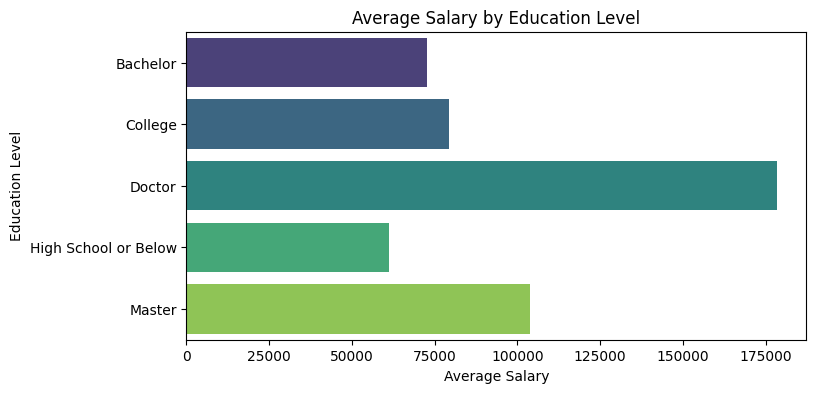 Average Salary by Education Level
Education Level
Bachelor
College
Doctor
High School or Below
Master
0 25000 50000 75000 100000 125000 150000 175000
Average Salary